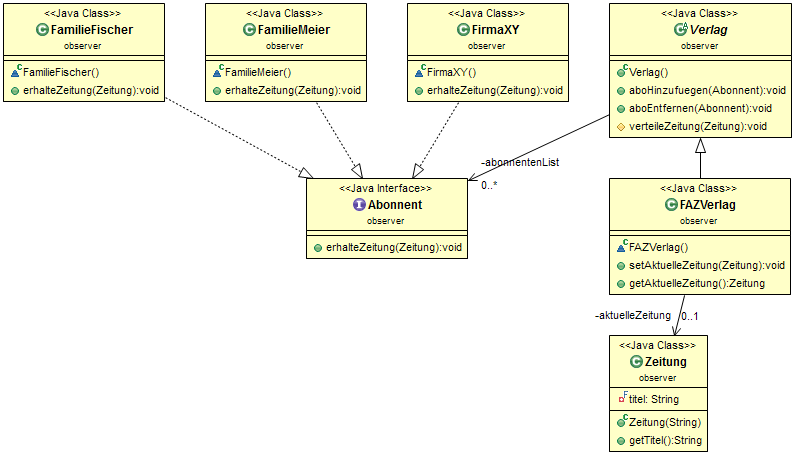 <<Java Class>>
FamilieFischer
observer
FamilieFischer()
erhalteZeitung(Zeitung):void
<<Java Class>>
FamilieMeier
observer
FamilieMeier()
erhalteZeitung(Zeitung):void
<<Java Class>>
FirmaXY
observer
FirmaXY()
erhalteZeitung(Zeitung):void
<<Java Class>>
Verlag
observer
Verlag()
aboHinzufuegen(Abonnent):void
aboEntfernen(Abonnent):void
verteileZeitung(Zeitung):void
-abonnentenList
0..*
<<Java Interface>>
Abonnent
observer
erhalteZeitung(Zeitung):void
<<Java Class>>
FAZVerlag
observer
FAZVerlag()
setAktuelleZeitung(Zeitung):void
getAktuelleZeitung():Zeitung
-aktuelleZeitung
0..1
<<Java Class>>
Zeitung
observer
titel: String
Zeitung(String)
getTitel():String